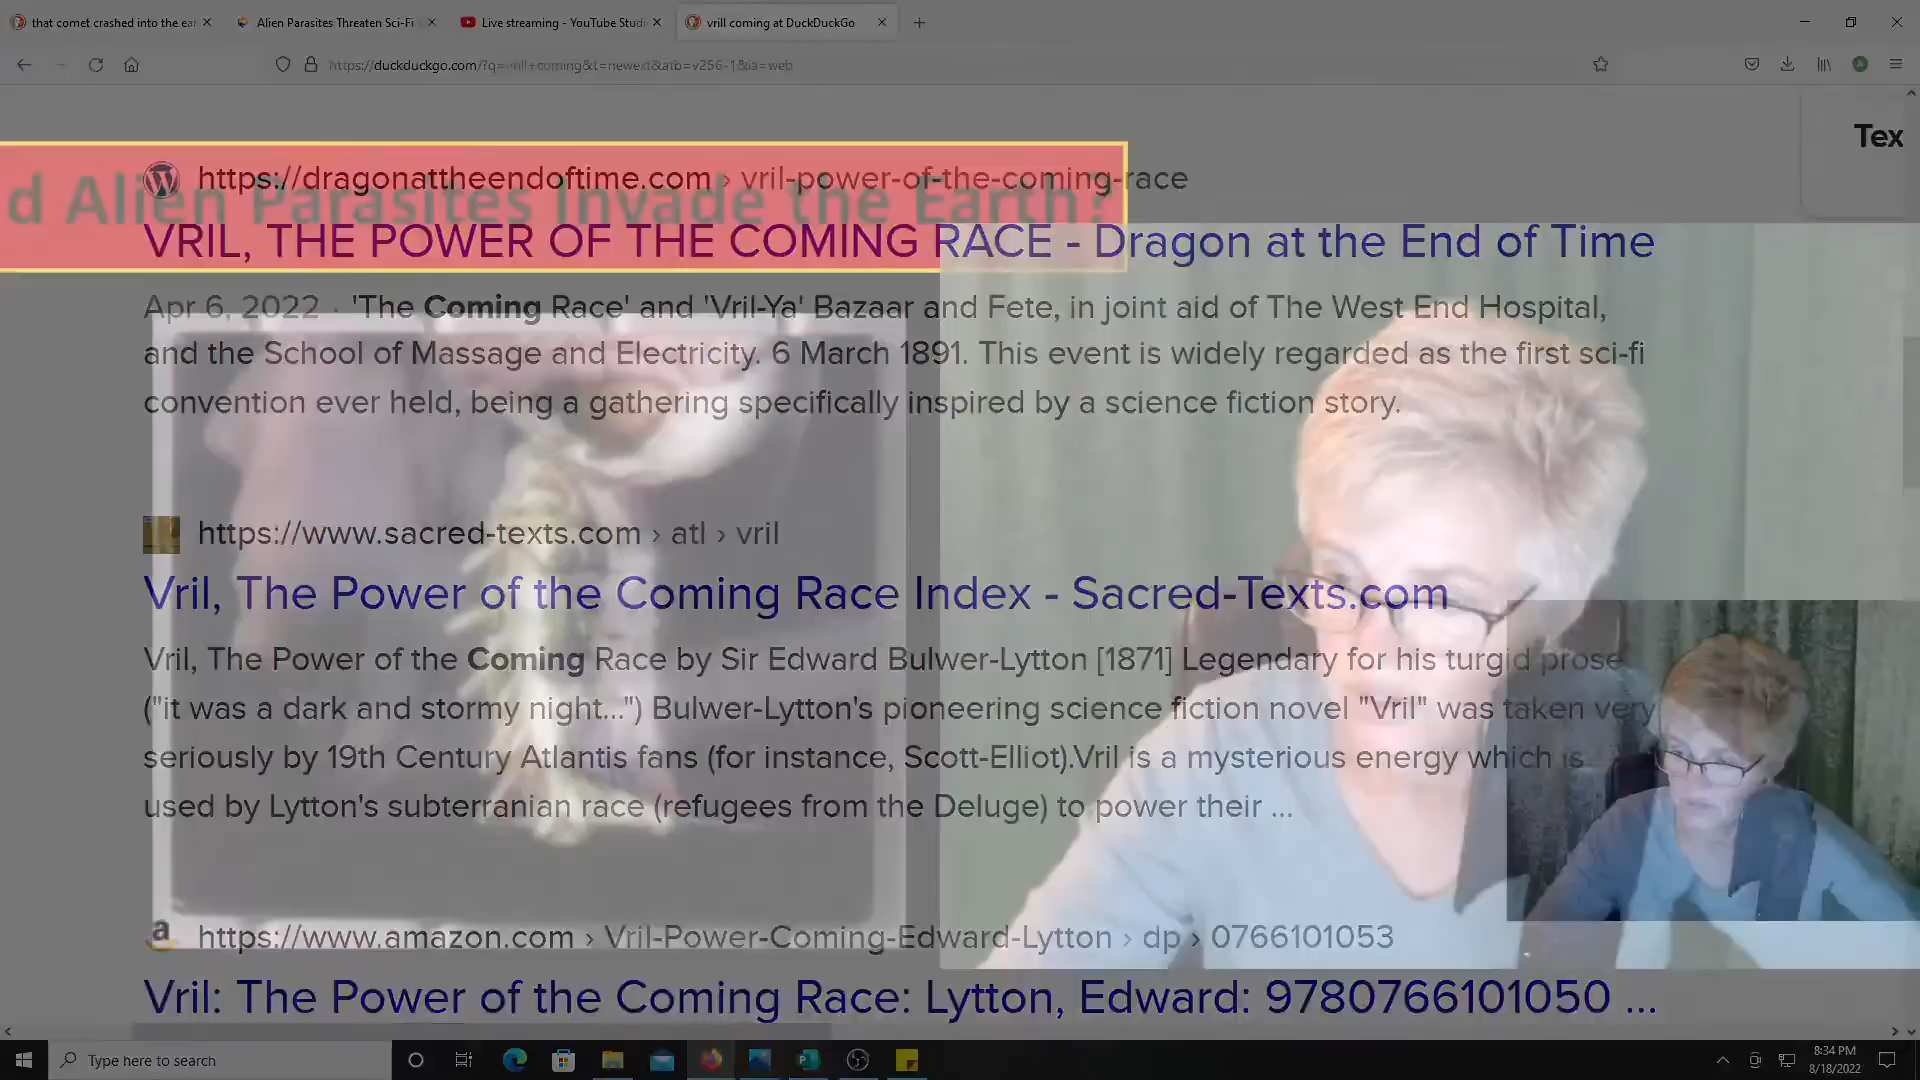 that comet crashed into the ear
Alien Parasites Threaten Sci-Fi
Live streaming - YouTube Studi
vrill coming at DuckDuckGo
https://duckduckgo.com/?q=vrill+coming&t=newext&atb=v256-1&ia=web
Tex
https://dragonattheendoftime.com › vril-power-of-the-coming-race
d Alien Parasites Invade the Earth?
VRIL, THE POWER OF THE COMING RACE - Dragon at the End of Time
Apr 6, 2022 · 'The Coming Race' and 'Vril-Ya' Bazaar and Fete, in joint aid of The West End Hospital,
and the School of Massage and Electricity. 6 March 1891. This event is widely regarded as the first sci-fi
convention ever held, being a gathering specifically inspired by a science fiction story.
https://www.sacred-texts.com › atl › vril
Vril, The Power of the Coming Race Index - Sacred-Texts.com
Vril, The Power of the Coming Race by Sir Edward Bulwer-Lytton [1871] Legendary for his turgid prose
("it was a dark and stormy night...") Bulwer-Lytton's pioneering science fiction novel "Vril" was taken very
seriously by 19th Century Atlantis fans (for instance, Scott-Elliot).Vril is a mysterious energy which is
used by Lytton's subterranian race (refugees from the Deluge) to power their ...
a
https://www.amazon.com › Vril-Power-Coming-Edward-Lytton › dp › 0766101053
Vril: The Power of the Coming Race: Lytton, Edward: 9780766101050 ...
Type here to search
8:34 PM
8/18/2022